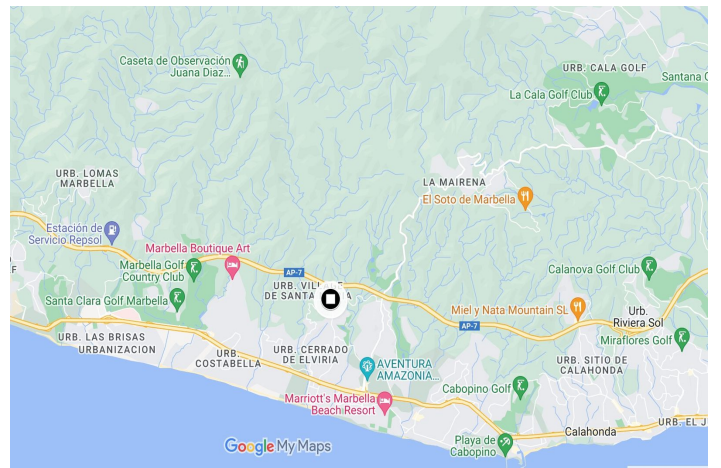 Caseta de Observación
Juana Diaz...
URB. CALA GOLF
Santana
La Cala Golf Club
URB. LOMAS
MARBELLA
LA MAIRENA
El Soto de Marbella
Estación de
Servicio Repsol
Marbella Boutique Art
Marbella Golf
Country Club
AP-7
Calanova Golf Club
URB.
DE SANTA
Santa Clara Golf Marbella
Miel y Nata Mountain SL
AP-7
Urb.
Riviera Sol
Miraflores Golf
URB. LAS BRISAS
URBANIZACION
URB.
COSTABELLA
URB. CERRADO
DE ELVIRIA
AVENTURA
AMAZONIA...
URB. SITIO DE
CALAHONDA
Cabopino Golf
Marriott's Marbella
Beach Resort
URB. EL J
Calahonda
Playa de
Cabopino
Google My Maps